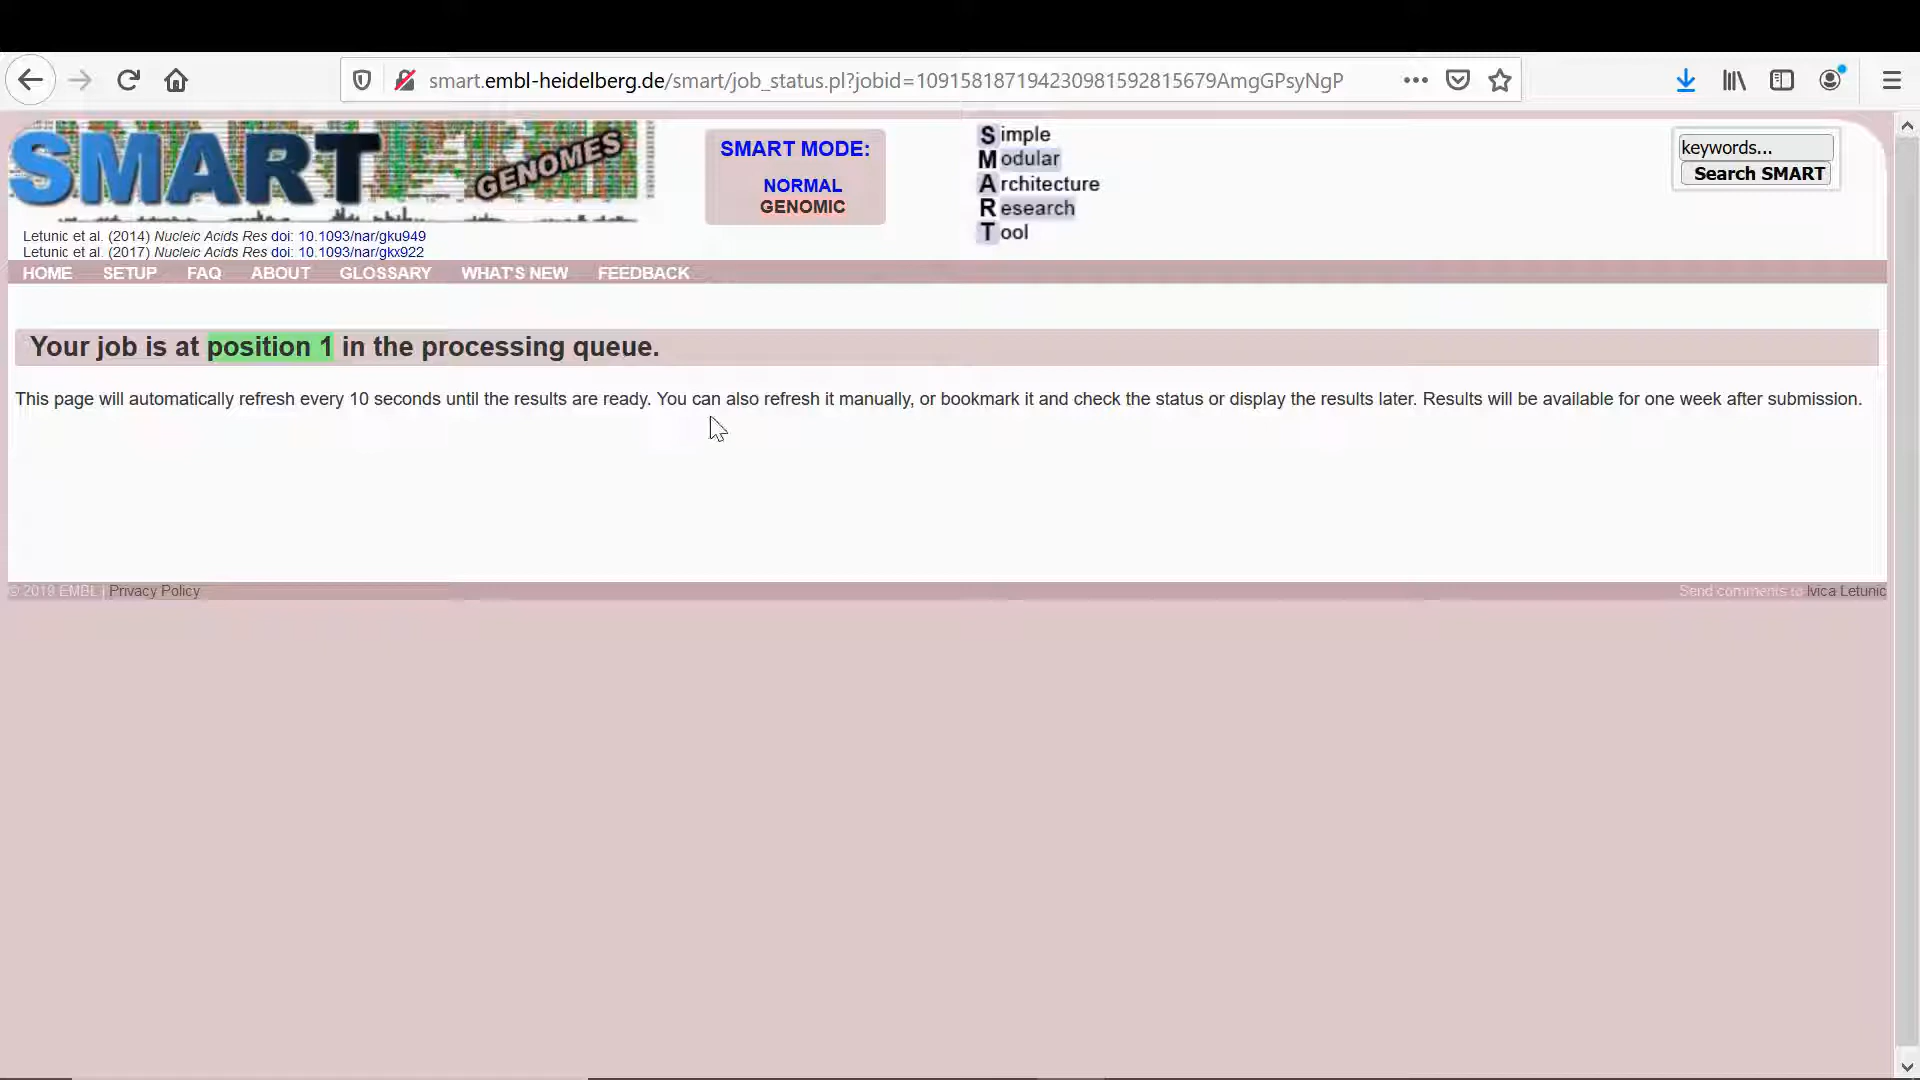 smart.embl-heidelberg.de/smart/job_status.pl?jobid=109158187194230981592815679AmgGPsyNgP
SMART
GENOMES
SMART MODE:
NORMAL
GENOMIC
Simple
Modular
Architecture
Research
Tool
keywords...
Search SMART
Letunic et al. (2014) Nucleic Acids Res doi: 10.1093/nar/gku949
Letunic et al. (2017) Nucleic Acids Res doi: 10.1093/nar/gkx922
HOME SETUP FAQ ABOUT GLOSSARY WHAT'S NEW FEEDBACK
Your job is at position 1 in the processing queue.
This page will automatically refresh every 10 seconds until the results are ready. You can also refresh it manually, or bookmark it and check the status or display the results later. Results will be available for one week after submission.
© 2019 EMBL | Privacy Policy
Send comments to Ivica Letunic